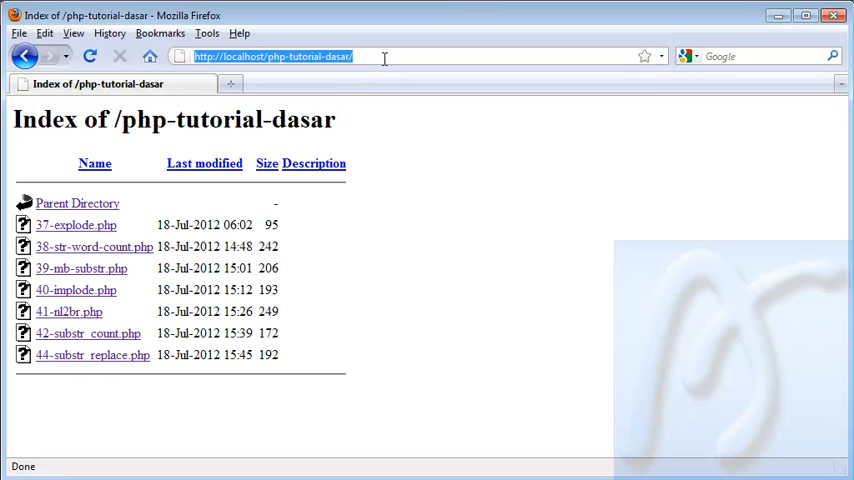 Index of /php-tutorial-dasar - Mozilla Firefox
File Edit View History Bookmarks Tools Help
http://localhost/php-tutorial-dasar/
Google
Index of /php-tutorial-dasar
Index of /php-tutorial-dasar
Name Last modified Size Description
Parent Directory -
37-explode.php 18-Jul-2012 06:02 95
38-str-word-count.php 18-Jul-2012 14:48 242
39-mb-substr.php 18-Jul-2012 15:01 206
40-implode.php 18-Jul-2012 15:12 193
41-nl2br.php 18-Jul-2012 15:26 249
42-substr_count.php 18-Jul-2012 15:39 172
44-substr_replace.php 18-Jul-2012 15:45 192
Done